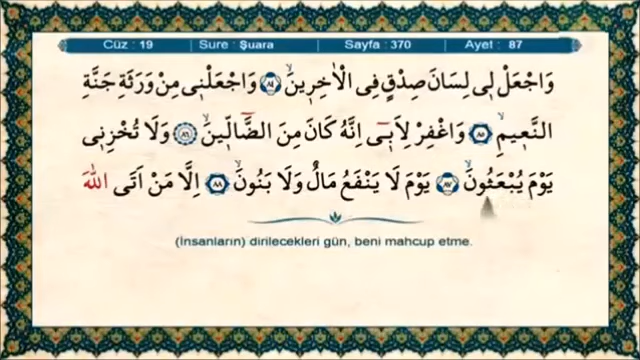 Cüz : 19 Sure : Şuara Sayfa : 370 Ayet : 87
وَاجْعَلْ ل۪ي لِسَانَ صِدْقٍ فِي الْاٰخِر۪ينَۙ ﴿٨٤﴾ وَاجْعَلْن۪ي مِنْ وَرَثَةِ جَنَّةِ
النَّع۪يمِۙ ﴿٨٥﴾ وَاغْفِرْ لِاَب۪ٓي اِنَّهُ كَانَ مِنَ الضَّٓالّ۪ينَۙ ﴿٨٦﴾ وَلَا تُخْزِن۪ي
يَوْمَ يُبْعَثُونَۙ ﴿٨٧﴾ يَوْمَ لَا يَنْفَعُ مَالٌ وَلَا بَنُونَۙ ﴿٨٨﴾ اِلَّا مَنْ اَتَى اللّٰهَ
(İnsanların) dirilecekleri gün, beni mahcup etme.